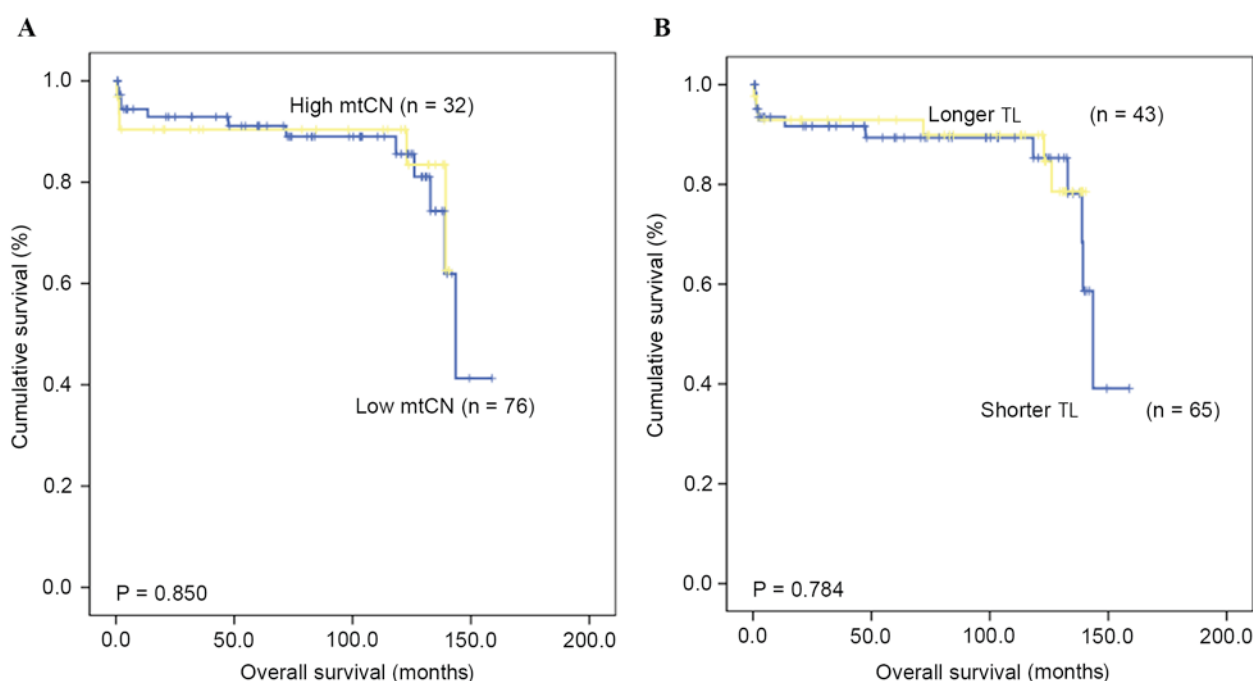 A
Cumulative survival (%)
1.0
0.8
0.6
0.4
0.2
0.0
High mtCN (n = 32)
Low mtCN (n = 76)
P = 0.850
0.0 50.0 100.0 150.0 200.0
Overall survival (months)
B
Cumulative survival (%)
1.0
0.8
0.6
0.4
0.2
0.0
Longer TL (n = 43)
Shorter TL (n = 65)
P = 0.784
0.0 50.0 100.0 150.0 200.0
Overall survival (months)